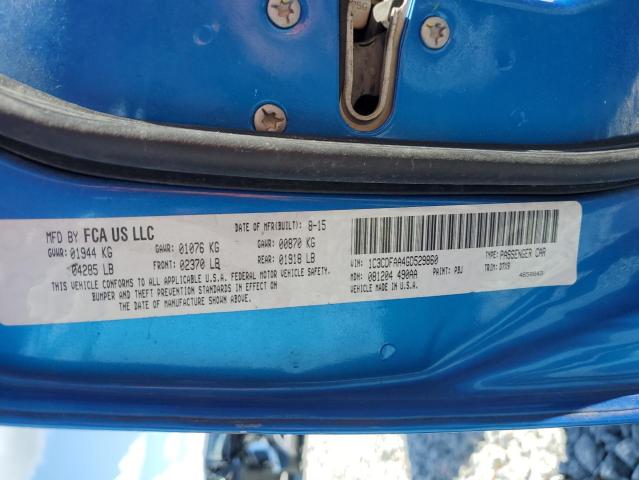 MFD BY FCA US LLC DATE OF MFR(BUILT): 8-15
GVWR: 01944 KG GAWR: 01076 KG GAWR: 00870 KG
04285 LB FRONT: 02370 LB REAR: 01918 LB
THIS VEHICLE CONFORMS TO ALL APPLICABLE U.S.A. FEDERAL MOTOR VEHICLE SAFETY,
BUMPER AND THEFT PREVENTION STANDARDS IN EFFECT ON
THE DATE OF MANUFACTURE SHOWN ABOVE.
VIN: 1C3CDFAA4GD529880 TYPE: PASSENGER CAR
MDH: 081204 490AA PAINT: PBJ TRIM:
VEHICLE MADE IN U.S.A.